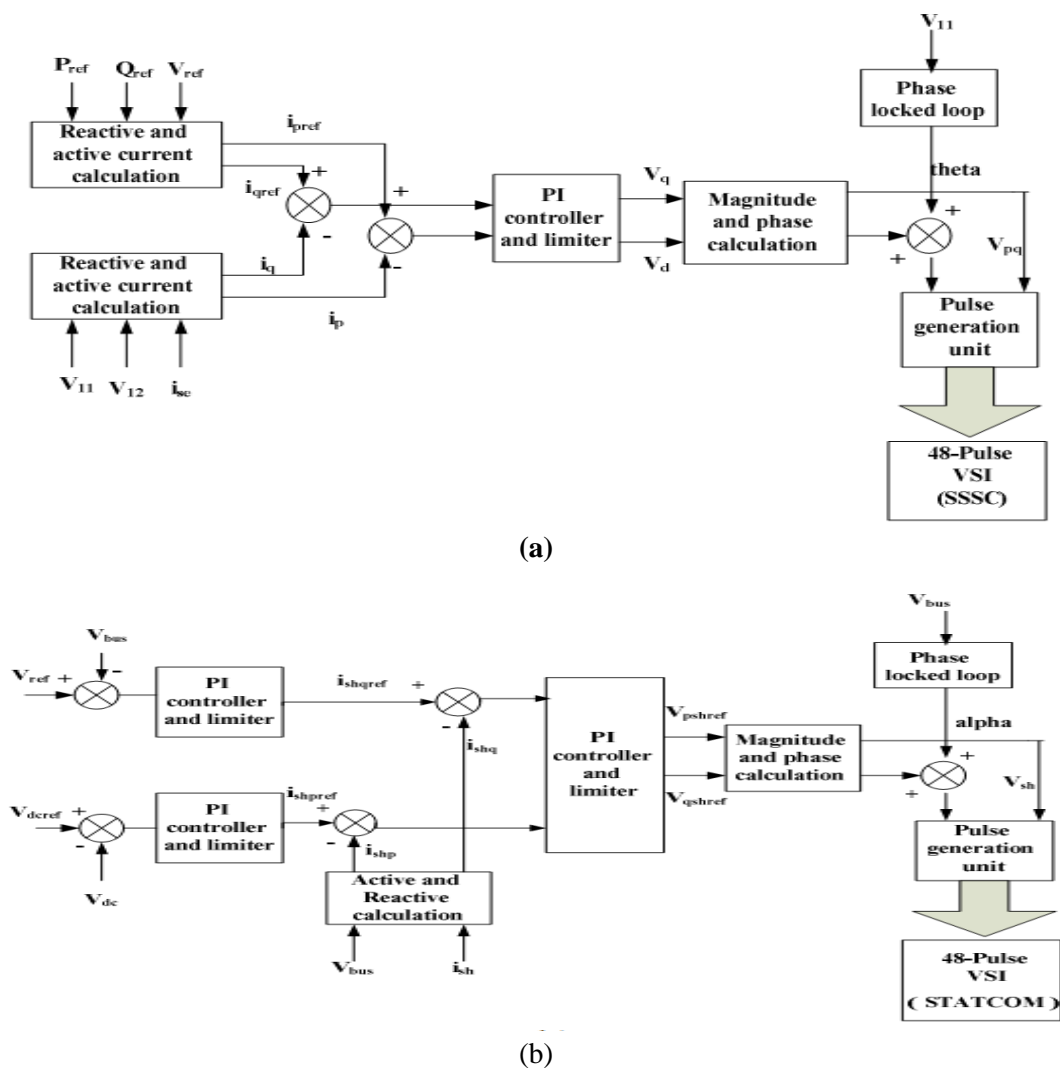 V11
Pref Qref Vref
Phase
locked loop
Reactive and
active current
calculation
ipref
iqref
+
-
+
-
PI
controller
and limiter
Vq
Vd
Magnitude
and phase
calculation
theta
+
+
Vpq
Reactive and
active current
calculation
iq
ip
V11 V12 ise
Pulse
generation
unit
48-Pulse
VSI
(SSSC)
(a)
Vbus
Vbus
Vref + -
PI
controller
and limiter
ishqref
+
-
ishq
Phase
locked loop
PI
controller
and
limiter
Vpshref
Vqshref
Magnitude
and phase
calculation
alpha
+
+
Vsh
Vdcref +
-
Vdc
PI
controller
and limiter
ishpref
+
-
ishp
Active and
Reactive
calculation
Vbus ish
Pulse
generation
unit
48-Pulse
VSI
( STATCOM )
(b)